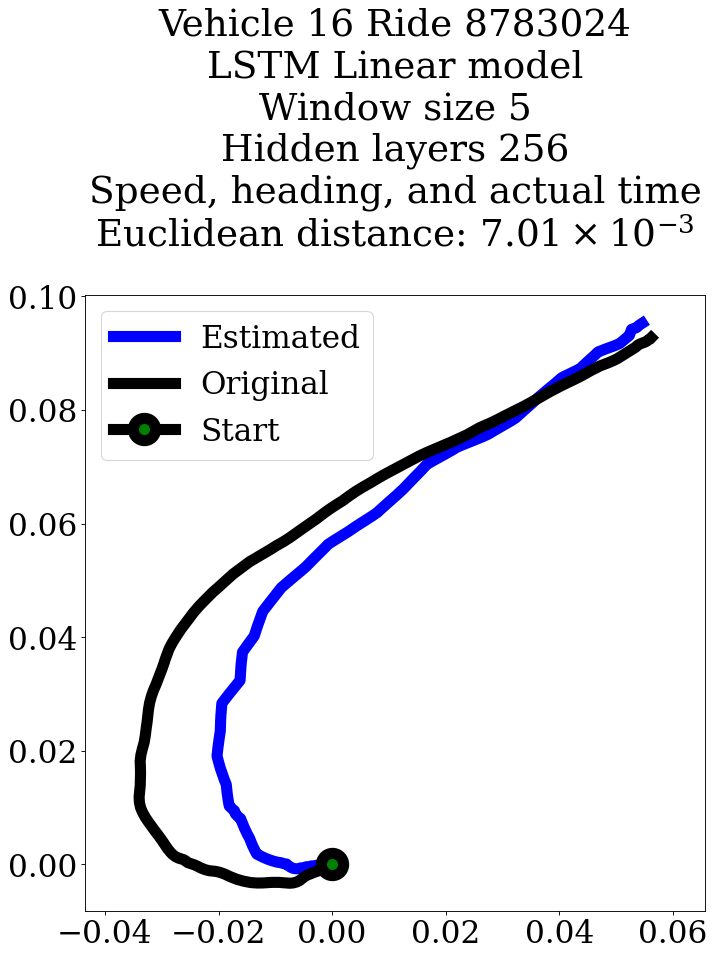 Vehicle 16 Ride 8783024
LSTM Linear model
Window size 5
Hidden layers 256
Speed, heading, and actual time
Euclidean distance: 7.01 × 10⁻³
0.10
Estimated
Original
Start
0.08
0.06
0.04
0.02
0.00
−0.04 −0.02 0.00 0.02 0.04 0.06